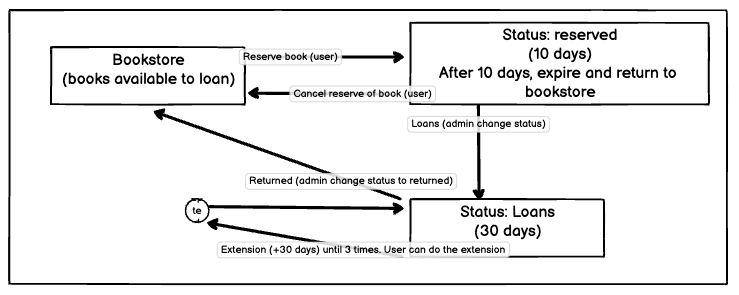 Status: reserved
(10 days)
After 10 days, expire and return to
bookstore
Bookstore
(books available to loan)
Reserve book (user)
Cancel reserve of book (user)
Loans (admin change status)
Returned (admin change status to returned)
te
Status: Loans
(30 days)
Extension (+30 days) until 3 times. User can do the extension